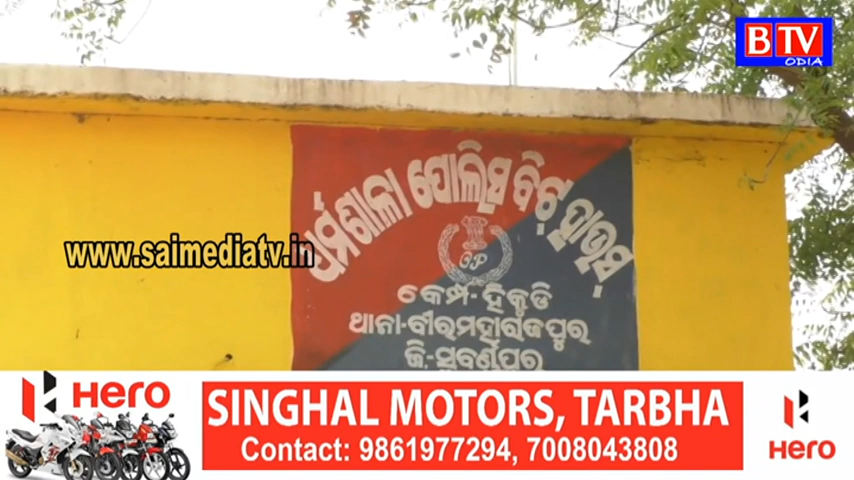 BTV
ODIA
ଧର୍ମଶାଳା ପୋଲିସ ବିଟ୍ ହାଉସ୍
www.saimediatv.in
OP
କେମ୍ପ-ହିକୁଡି
ଥାନା-ବୀରମହାରାଜପୁର
ଜି-ସୁବର୍ଣ୍ଣପୁର
HERO
SINGHAL MOTORS, TARBHA
Contact: 9861977294, 7008043808
HERO